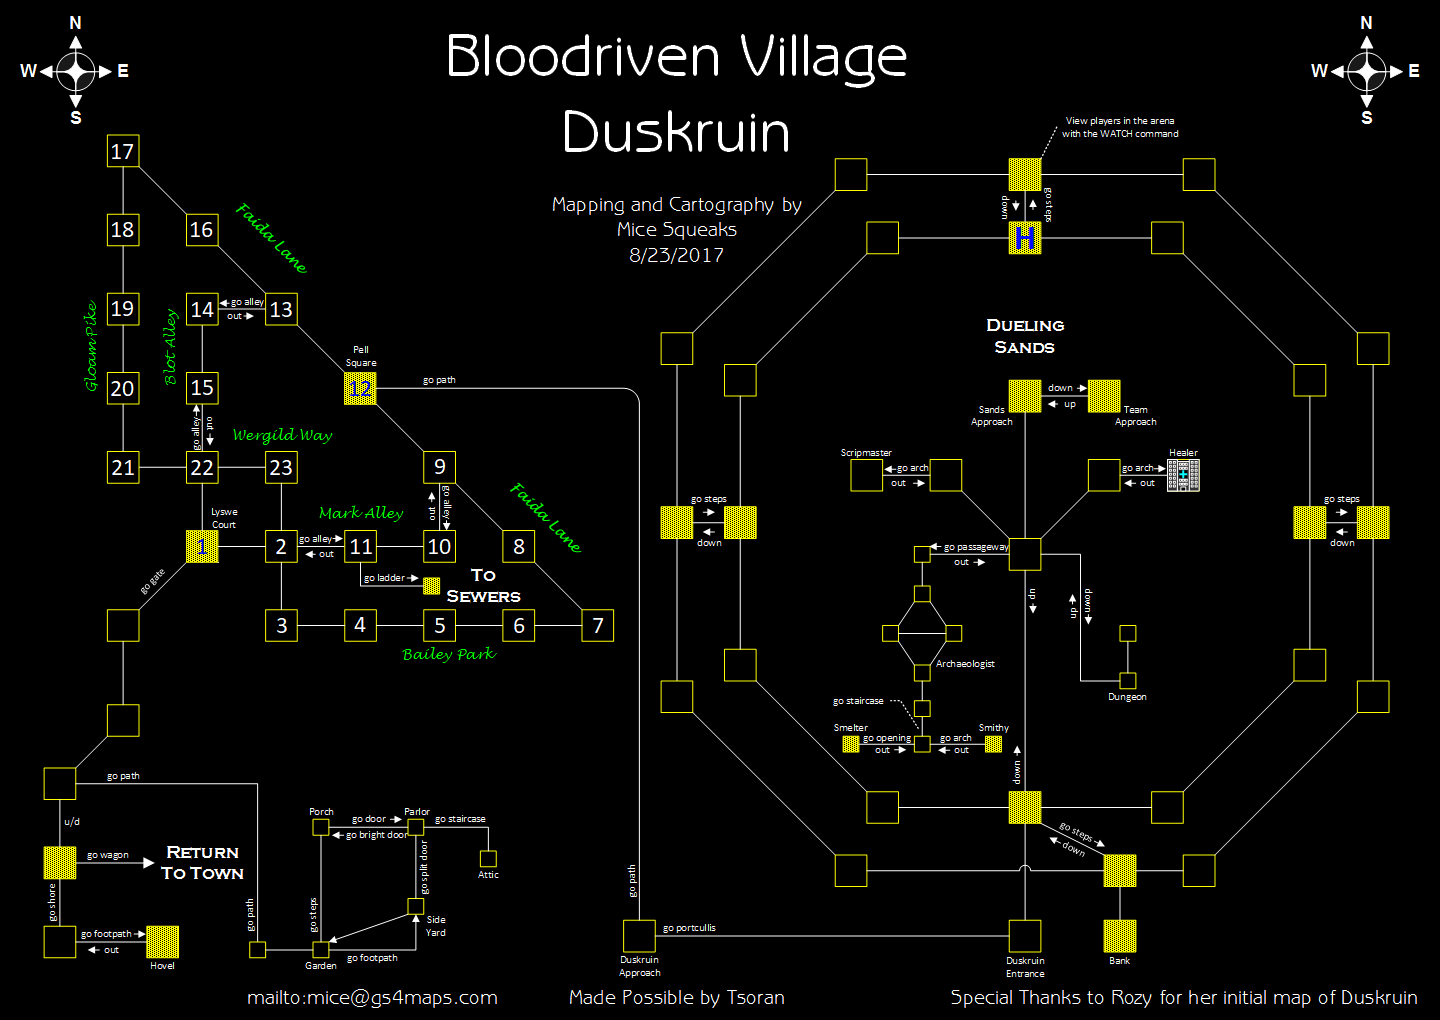 N
W E
S
Bloodriven Village
Duskruin
N
W E
S
Mapping and Cartography by
Mice Squeaks
8/23/2017
View players in the arena
with the WATCH command
17
18
16
Faida Lane
19
14
go alley
out
13
Gloam Pike
Blot Alley
Pell
Square
20
15
12
go path
go alley
out
Wergild Way
21
22
23
9
Lyswe
Court
Mark Alley
out
go alley
Faida Lane
1
2
go alley
out
11
10
8
go ladder
To
Sewers
go gate
3
4
5
6
7
Bailey Park
go path
u/d
go wagon
Return
To Town
go shore
go footpath
out
Hovel
go path
Porch
go door
Parlor
go staircase
go bright door
Attic
go steps
go split door
Side
Yard
Garden
go footpath
go path
Duskruin
Approach
go portcullis
Duskruin
Entrance
Bank
down
go steps
H
Dueling
Sands
down
up
Sands
Approach
Team
Approach
Scripmaster
go arch
out
Healer
go arch
out
go steps
down
go steps
down
go passageway
out
up
up
down
Archaeologist
Dungeon
go staircase
Smelter
go opening
out
Smithy
go arch
out
down
go steps
down
mailto:mice@gs4maps.com
Made Possible by Tsoran
Special Thanks to Rozy for her initial map of Duskruin